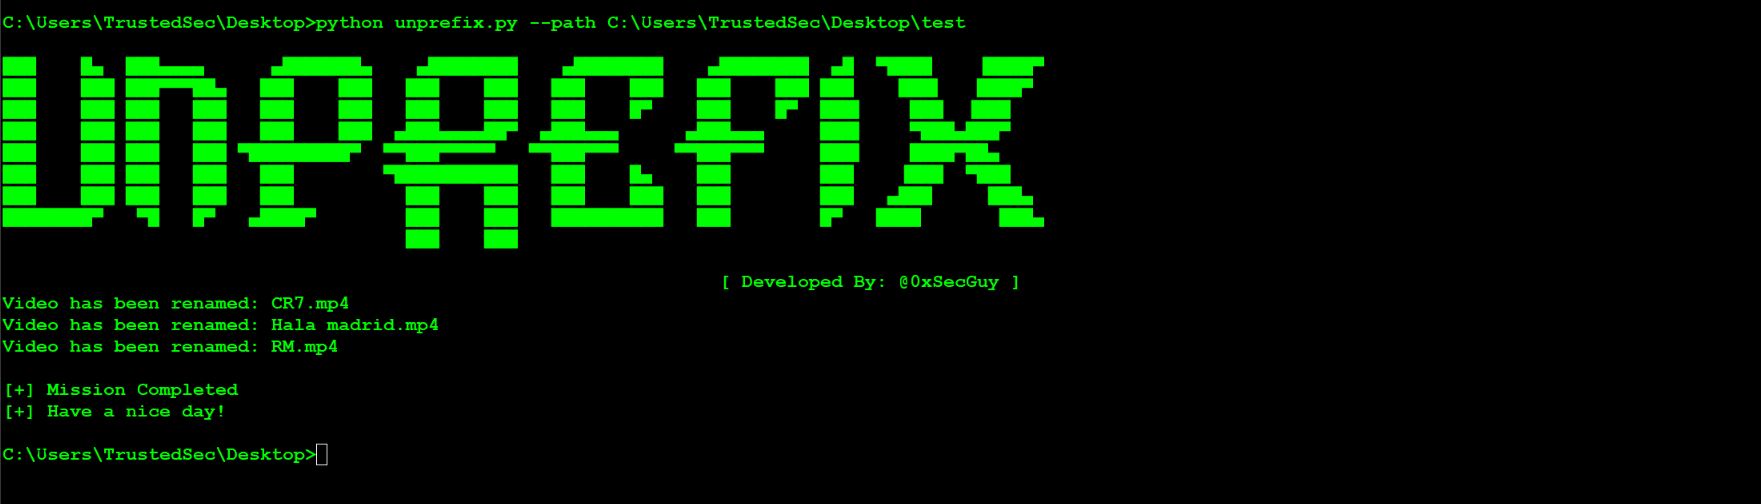 C:\Users\TrustedSec\Desktop>python unprefix.py --path C:\Users\TrustedSec\Desktop\test
UNPREFIX
[ Developed By: @0xSecGuy ]
Video has been renamed: CR7.mp4
Video has been renamed: Hala madrid.mp4
Video has been renamed: RM.mp4
[+] Mission Completed
[+] Have a nice day!
C:\Users\TrustedSec\Desktop>